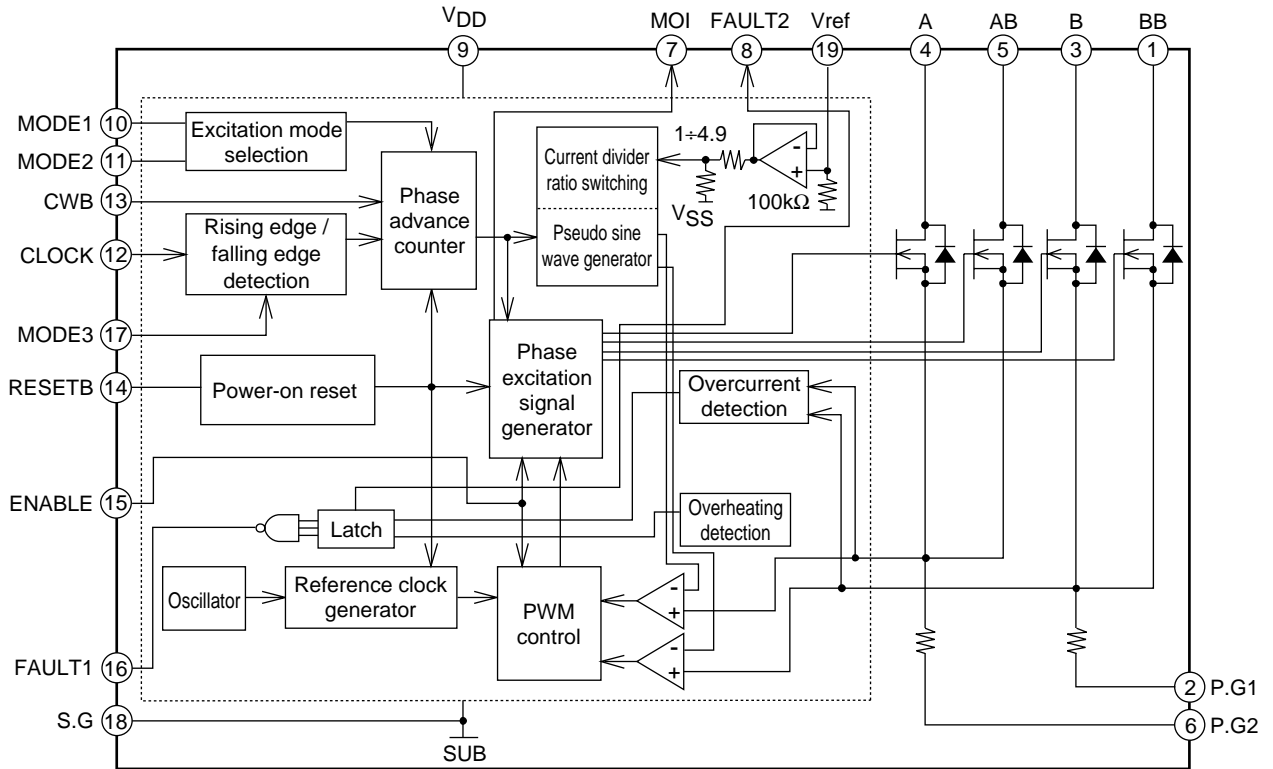 VDD
MOI
FAULT2
Vref
A
AB
B
BB
9
7
8
19
4
5
3
1
MODE1
10
MODE2
11
CWB
13
CLOCK
12
MODE3
17
RESETB
14
ENABLE
15
FAULT1
16
S.G
18
Excitation mode
selection
Phase
advance
counter
Rising edge /
falling edge
detection
Current divider
ratio switching
Pseudo sine
wave generator
1÷4.9
-
+
100kΩ
VSS
Power-on reset
Phase
excitation
signal
generator
Overcurrent
detection
Overheating
detection
Latch
Oscillator
Reference clock
generator
PWM
control
-
+
-
+
2
P.G1
6
P.G2
SUB